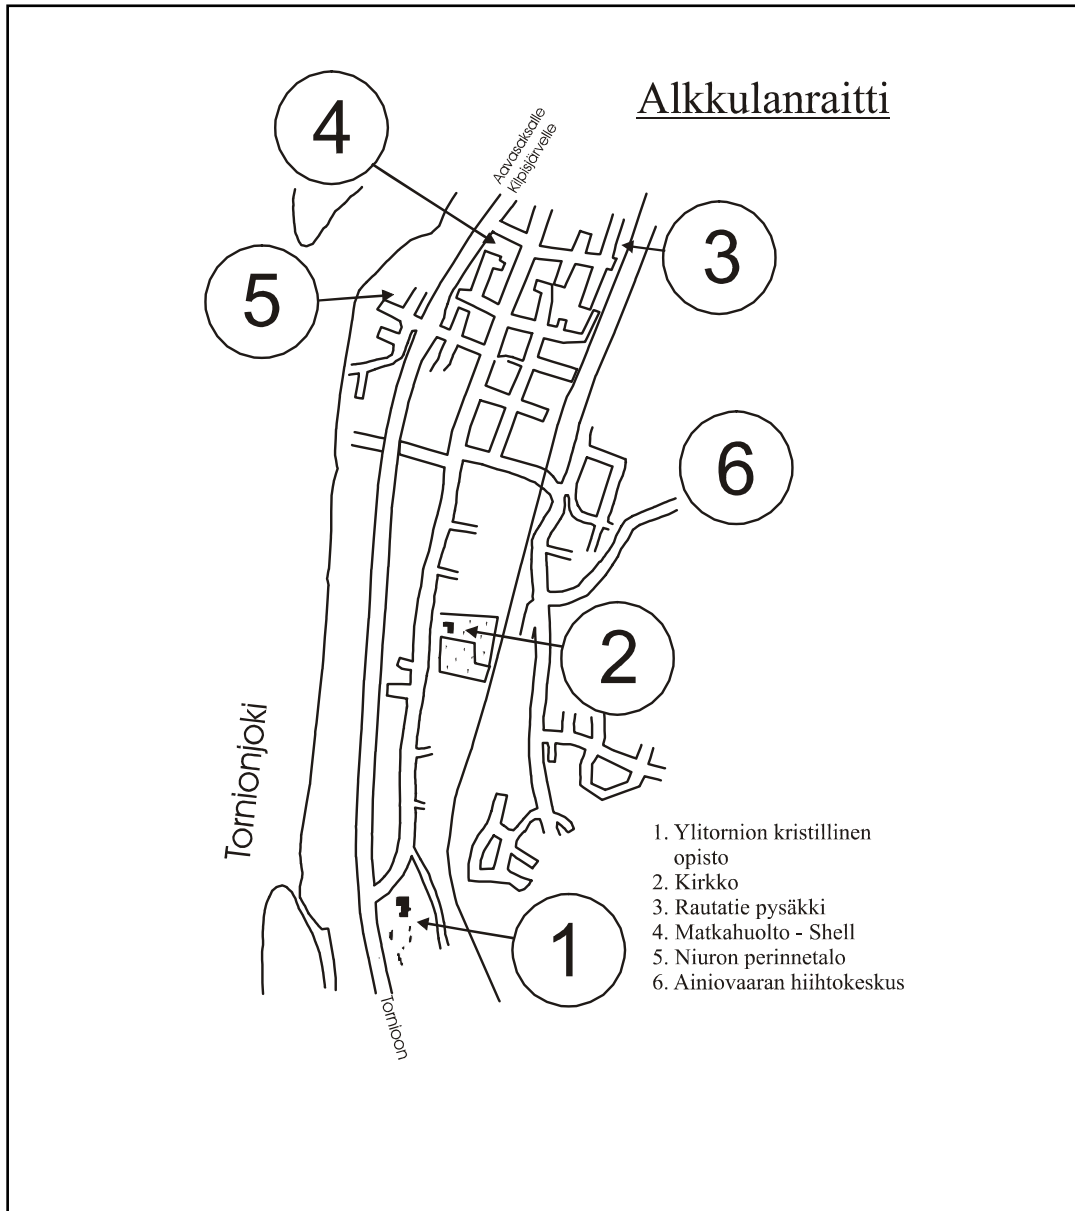 Alkkulanraitti
Aavasaksalle
Kilpisjärvelle
4
3
5
6
2
Tornionjoki
1
Tornioon
1. Ylitornion kristillinen
opisto
2. Kirkko
3. Rautatie pysäkki
4. Matkahuolto - Shell
5. Niuron perinnetalo
6. Ainiovaaran hiihtokeskus